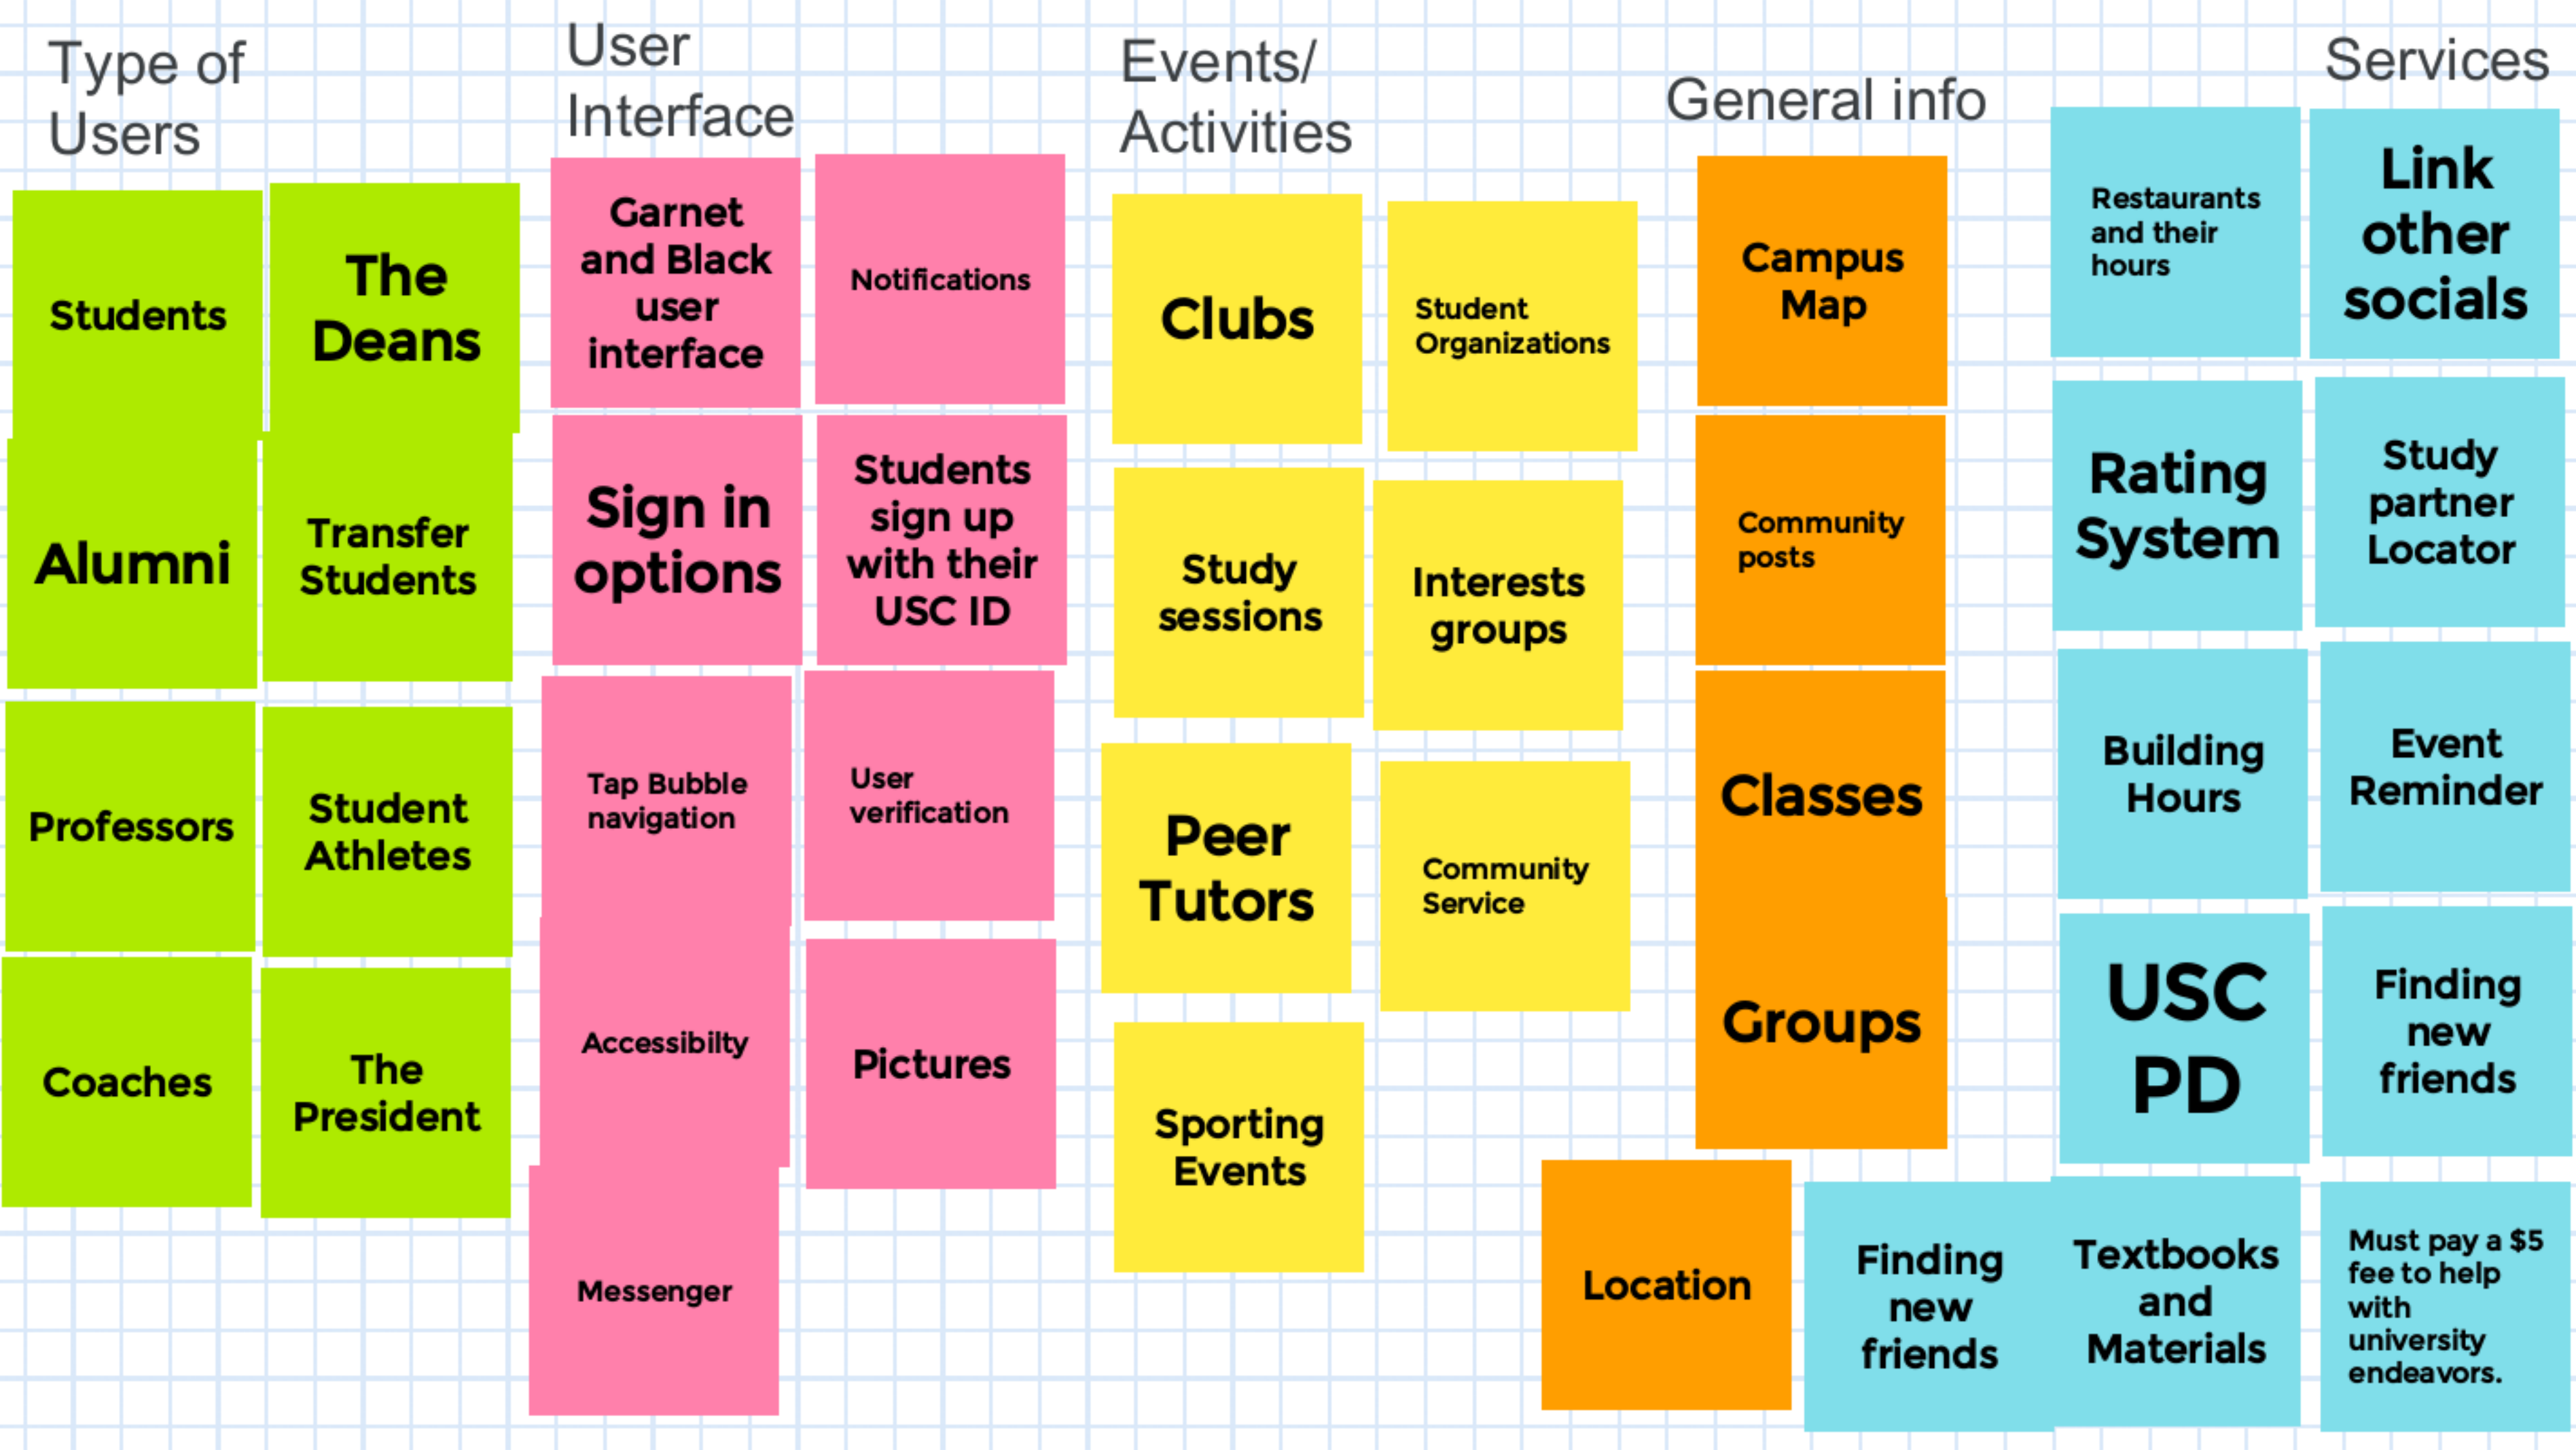 Type of
Users
Students
The
Deans
Alumni
Transfer
Students
Professors
Student
Athletes
Coaches
The
President
User
Interface
Garnet
and Black
user
interface
Notifications
Sign in
options
Students
sign up
with their
USC ID
Tap Bubble
navigation
User
verification
Accessibilty
Pictures
Messenger
Events/
Activities
Clubs
Student
Organizations
Study
sessions
Interests
groups
Peer
Tutors
Community
Service
Sporting
Events
General info
Campus
Map
Community
posts
Classes
Groups
Location
Services
Restaurants
and their
hours
Link
other
socials
Rating
System
Study
partner
Locator
Building
Hours
Event
Reminder
USC
PD
Finding
new
friends
Finding
new
friends
Textbooks
and
Materials
Must pay a $5
fee to help
with
university
endeavors.